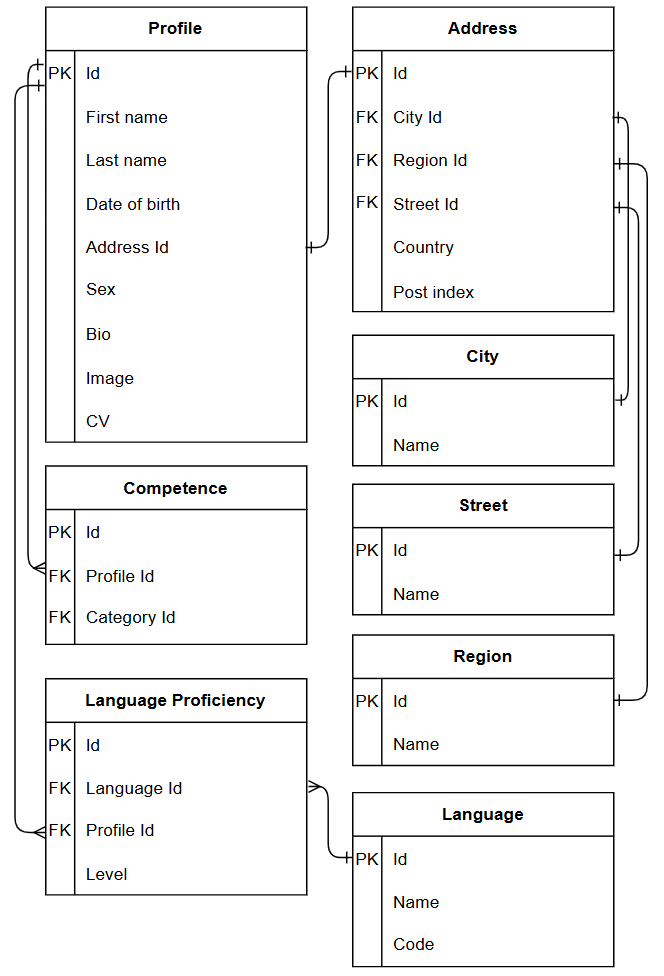 Profile
PK Id
First name
Last name
Date of birth
Address Id
Sex
Bio
Image
CV
Competence
PK Id
FK Profile Id
FK Category Id
Language Proficiency
PK Id
FK Language Id
FK Profile Id
Level
Address
PK Id
FK City Id
FK Region Id
FK Street Id
Country
Post index
City
PK Id
Name
Street
PK Id
Name
Region
PK Id
Name
Language
PK Id
Name
Code